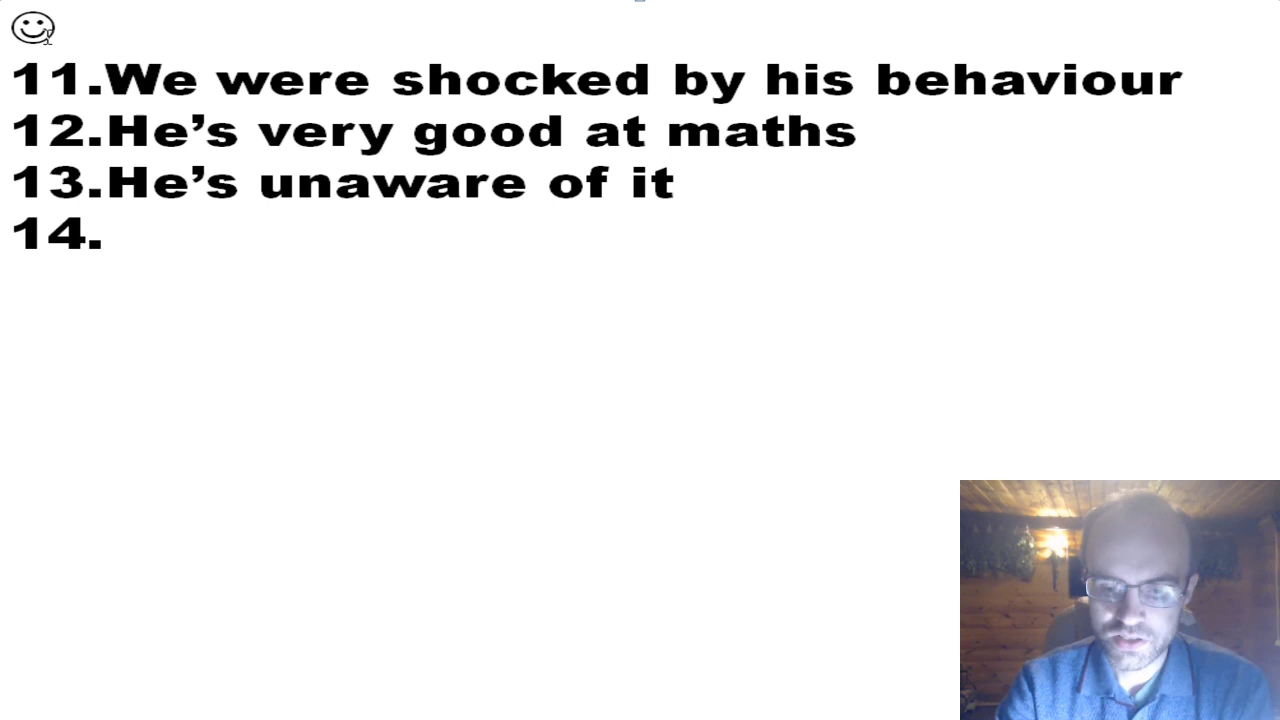 11.We were shocked by his behaviour
12.He’s very good at maths
13.He’s unaware of it
14.